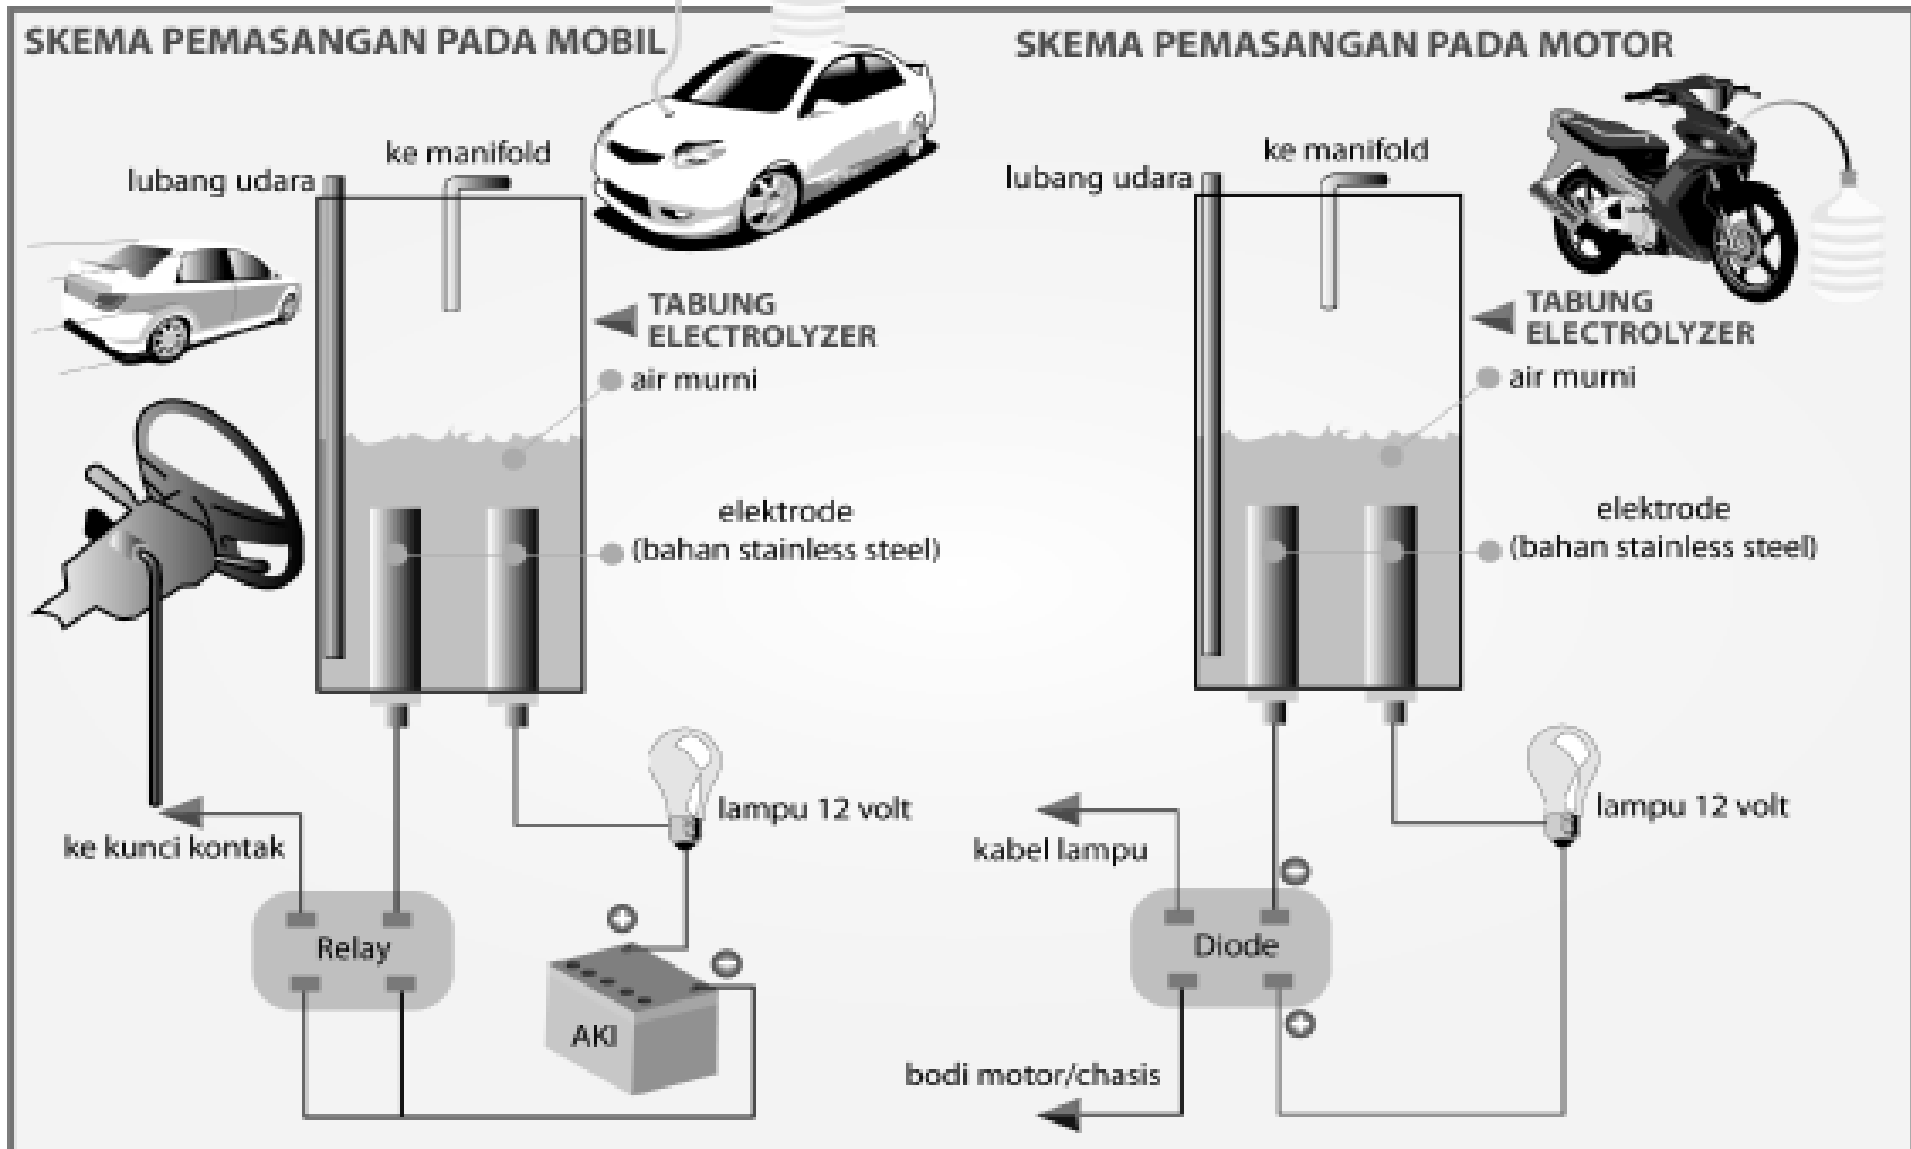 SKEMA PEMASANGAN PADA MOBIL
ke manifold
lubang udara
TABUNG
ELECTROLYZER
air murni
elektrode
(bahan stainless steel)
lampu 12 volt
ke kunci kontak
Relay
AKI
SKEMA PEMASANGAN PADA MOTOR
ke manifold
lubang udara
TABUNG
ELECTROLYZER
air murni
elektrode
(bahan stainless steel)
lampu 12 volt
kabel lampu
Diode
bodi motor/chasis